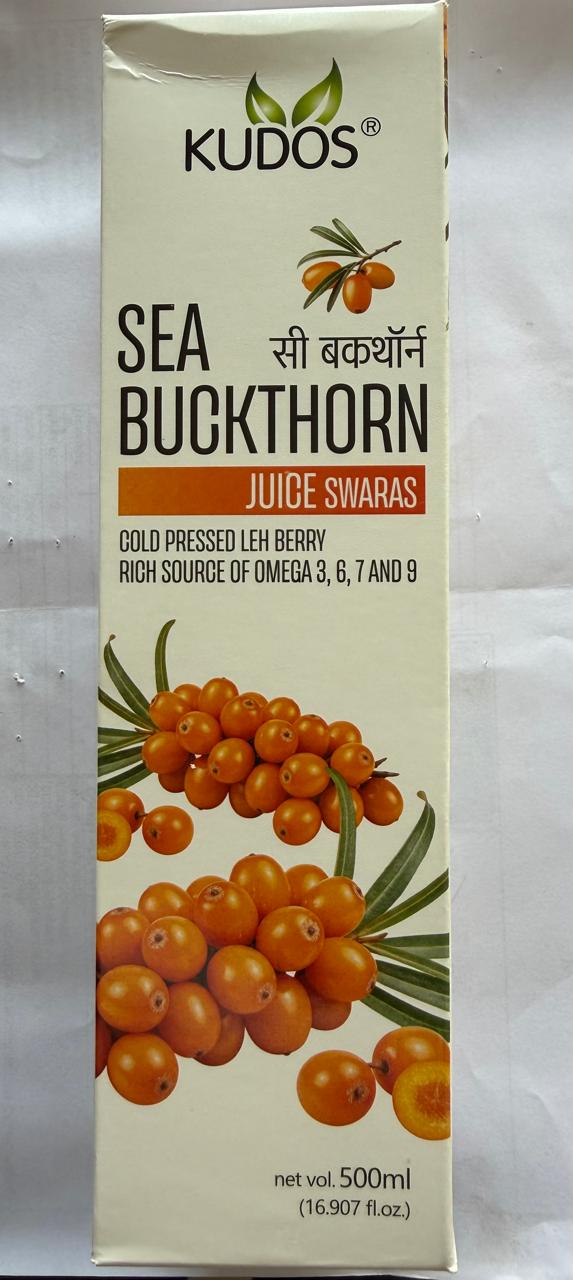 KUDOS®
SEA सी बकथॉर्न
BUCKTHORN
JUICE SWARAS
COLD PRESSED LEH BERRY
RICH SOURCE OF OMEGA 3, 6, 7 AND 9
net vol. 500ml
(16.907 fl.oz.)